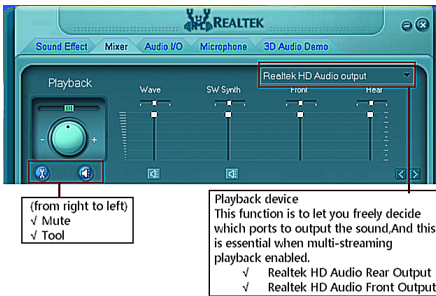 REALTEK
Sound Effect Mixer Audio I/O Microphone 3D Audio Demo
Realtek HD Audio output
Playback
Wave SW Synth Front Rear
- +
(from right to left)
√ Mute
√ Tool
Playback device
This function is to let you freely decide
which ports to output the sound,And this
is essential when multi-streaming
playback enabled.
√ Realtek HD Audio Rear Output
√ Realtek HD Audio Front Output